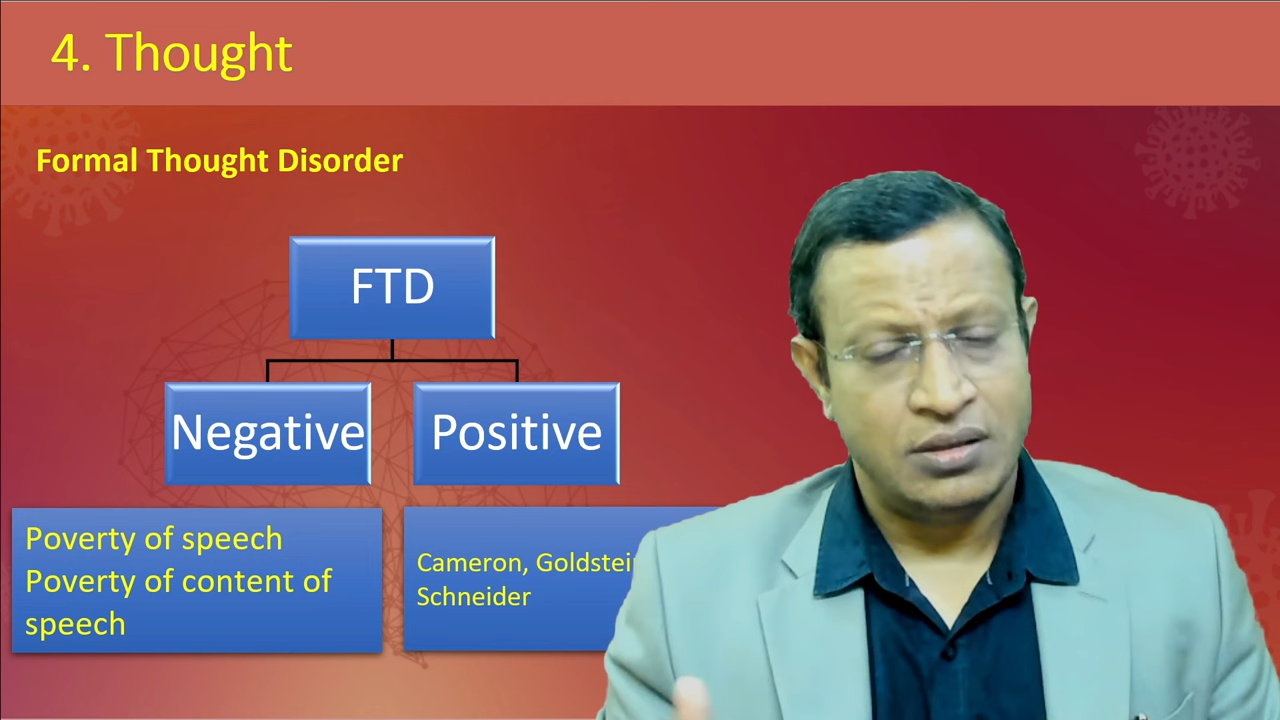 4. Thought
Formal Thought Disorder
FTD
Negative
Positive
Poverty of speech
Poverty of content of
speech
Cameron,
Schneider